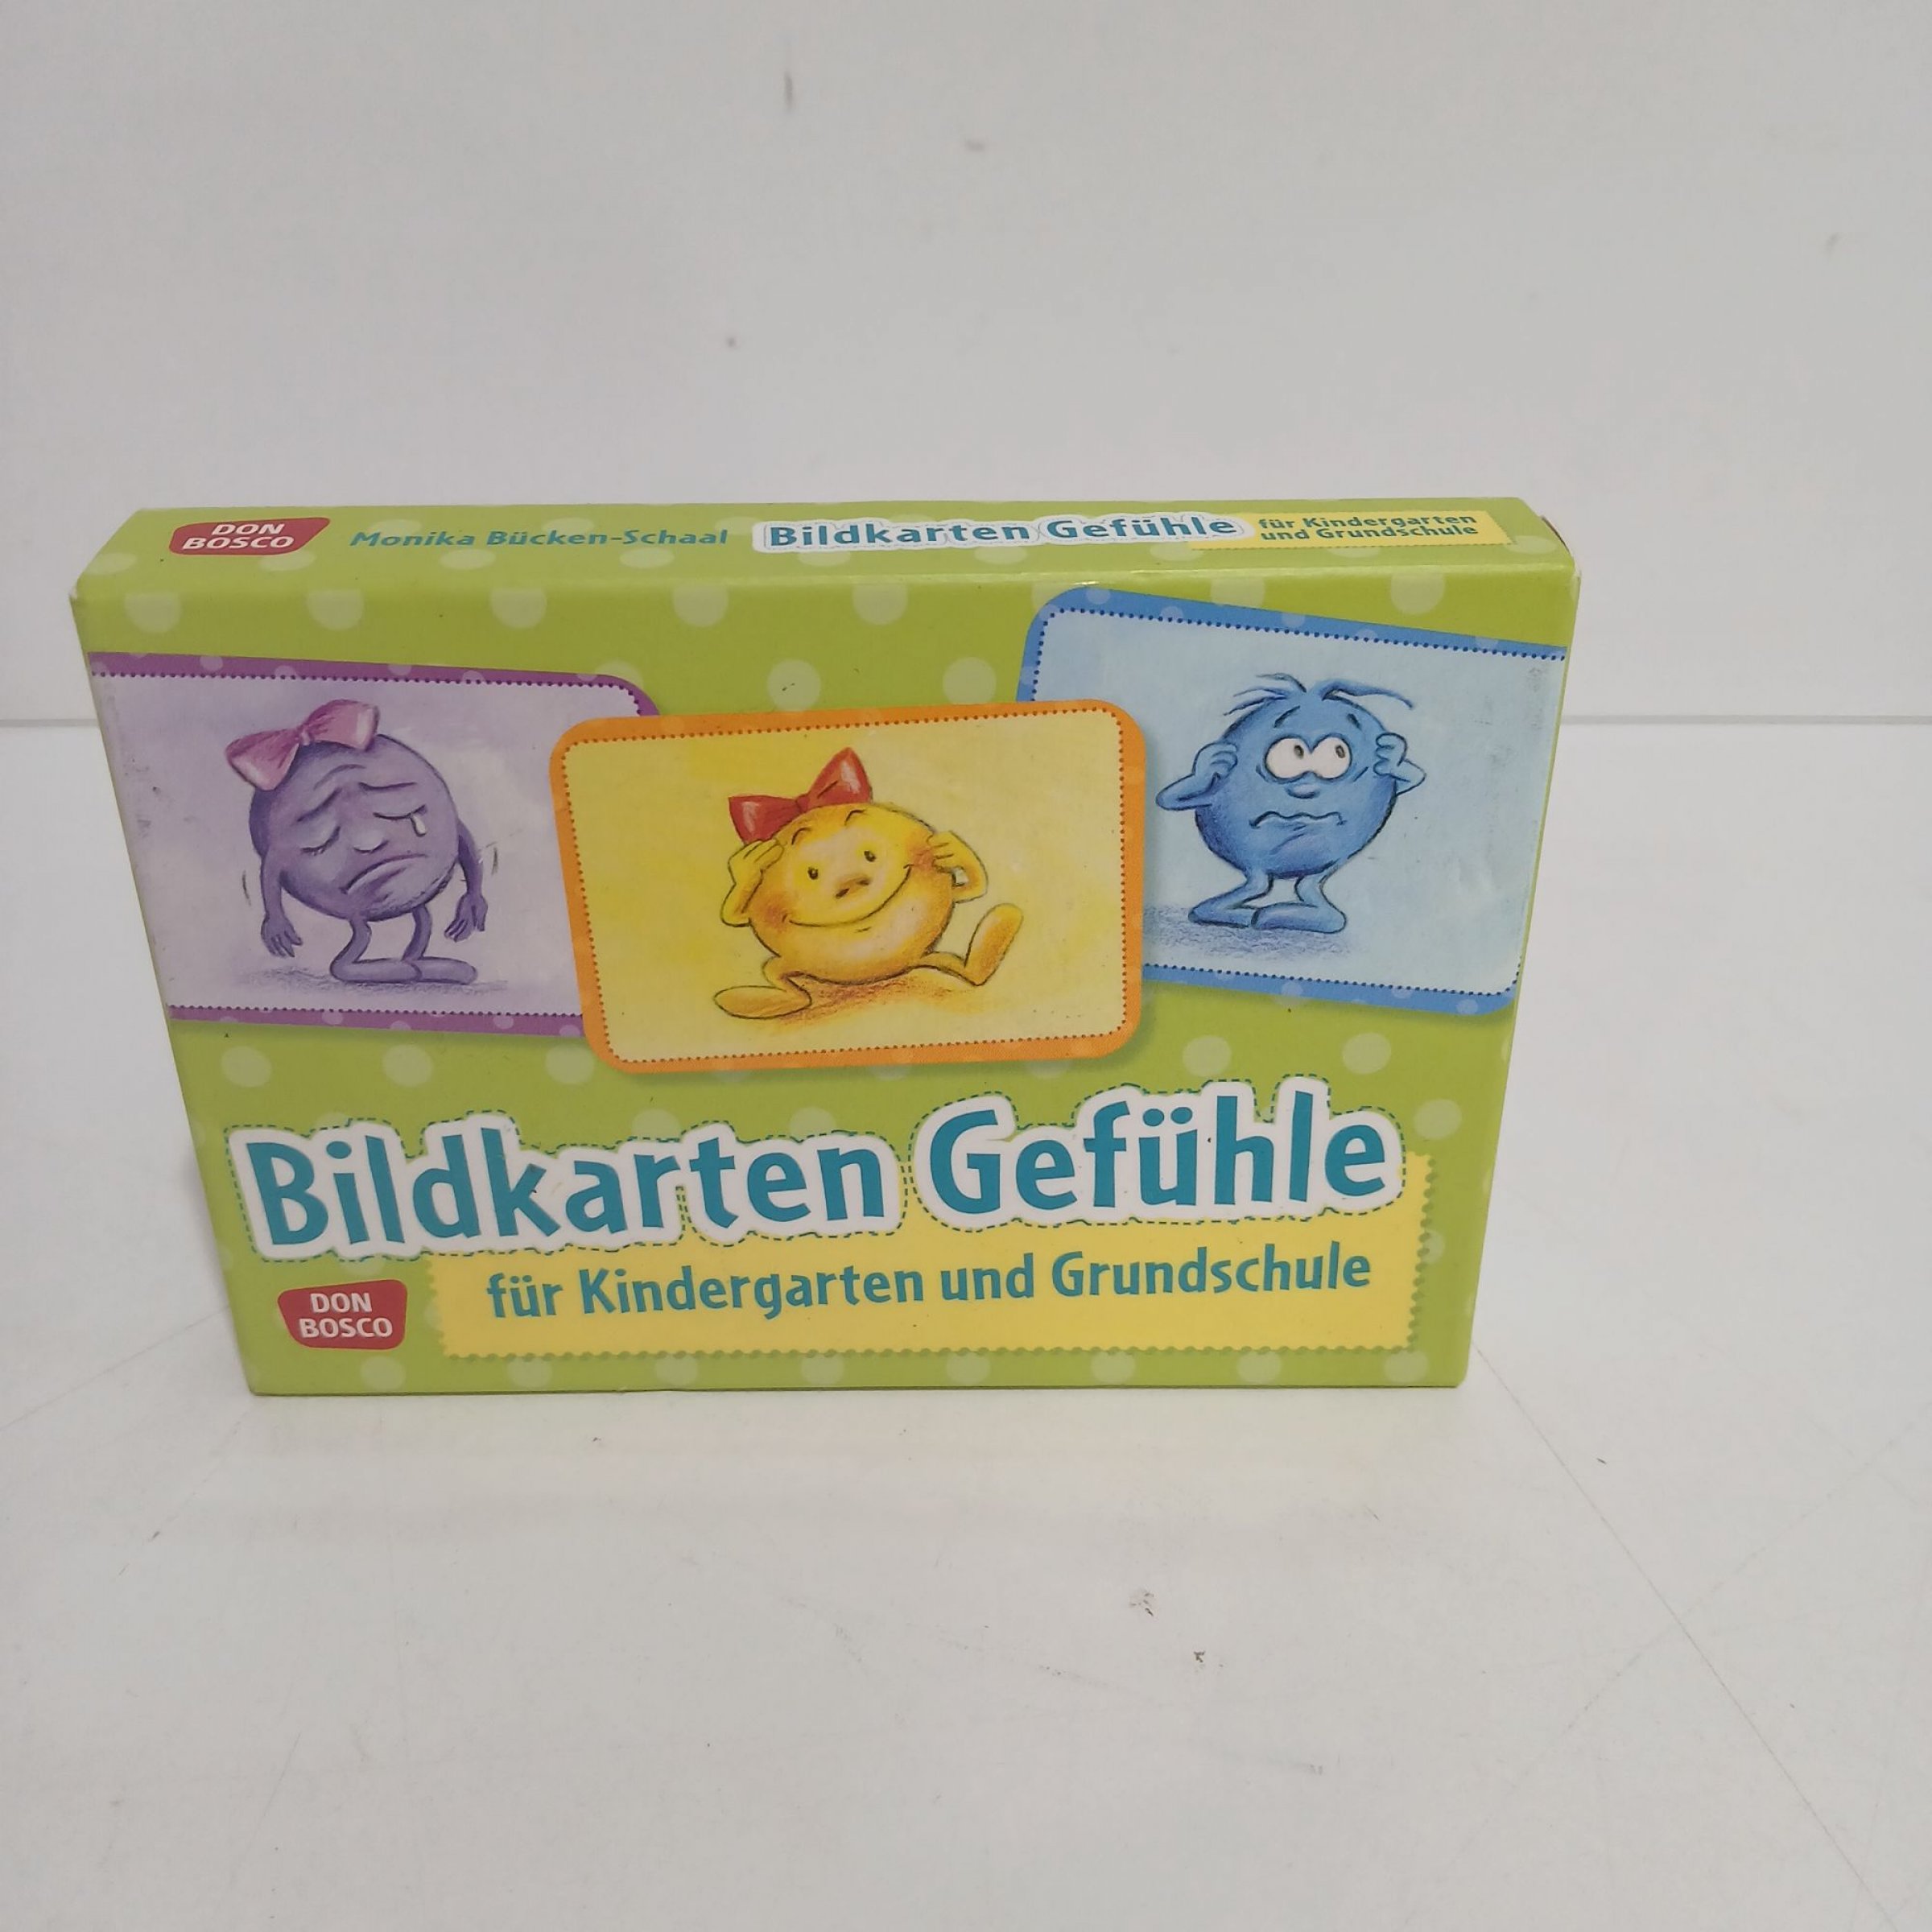 DON
BOSCO
Monika Bücken-Schaal
Bildkarten Gefühle
für Kindergarten
und Grundschule
Bildkarten Gefühle
für Kindergarten und Grundschule
DON
BOSCO